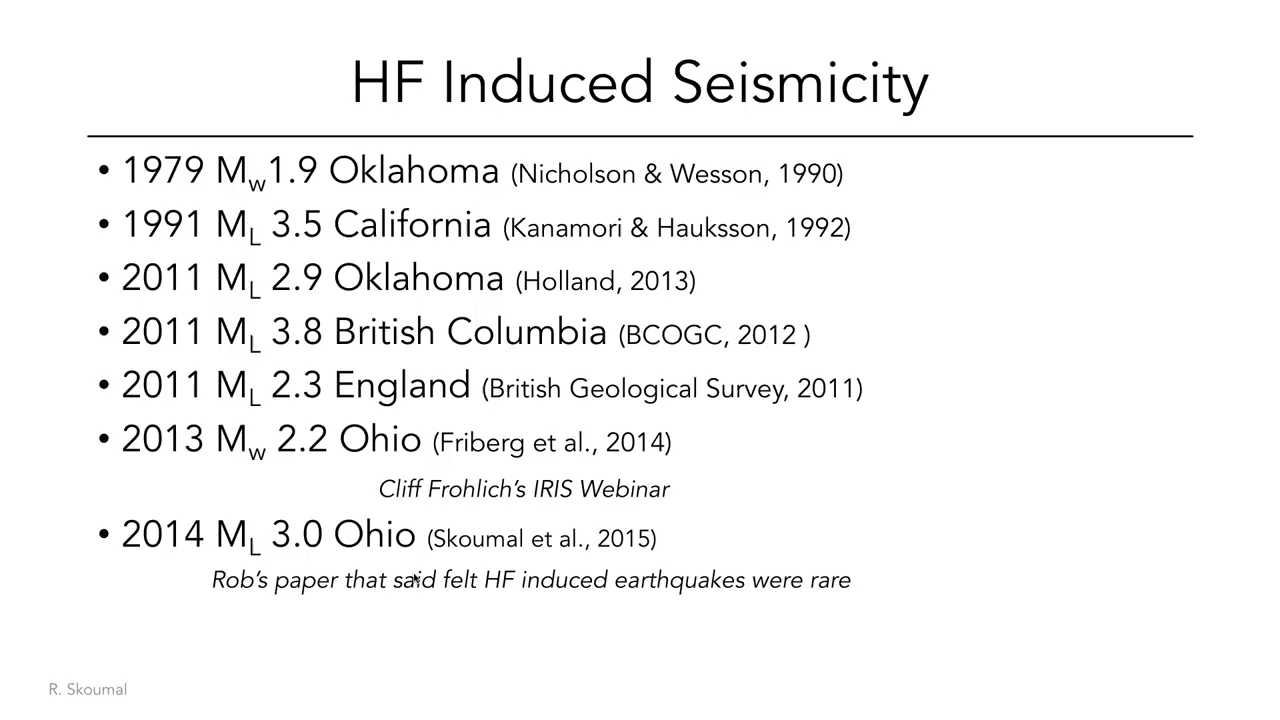 HF Induced Seismicity
• 1979 Mw1.9 Oklahoma (Nicholson & Wesson, 1990)
• 1991 ML 3.5 California (Kanamori & Hauksson, 1992)
• 2011 ML 2.9 Oklahoma (Holland, 2013)
• 2011 ML 3.8 British Columbia (BCOGC, 2012 )
• 2011 ML 2.3 England (British Geological Survey, 2011)
• 2013 Mw 2.2 Ohio (Friberg et al., 2014)
Cliff Frohlich’s IRIS Webinar
• 2014 ML 3.0 Ohio (Skoumal et al., 2015)
Rob’s paper that said felt HF induced earthquakes were rare
R. Skoumal